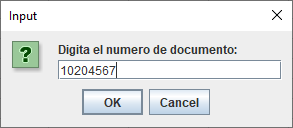 Input
Digita el numero de documento:
10204567
OK
Cancel